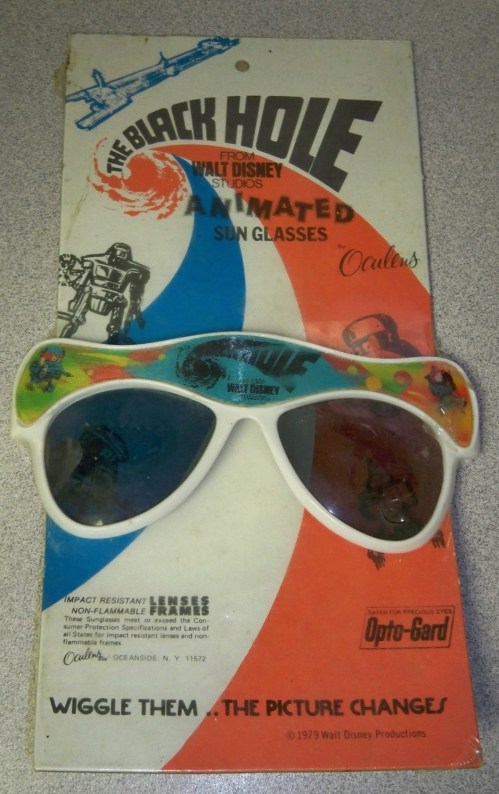 THE BLACK HOLE
FROM
WALT DISNEY
STUDIOS
ANIMATED
SUN GLASSES
by
Oculens
HOLE
WALT DISNEY
IMPACT RESISTANT LENSES
NON-FLAMMABLE FRAMES
These Sunglasses meet or exceed the Con-
sumer Protection Specifications and Laws of
all States for impact resistant lenses and non-
flammable frames.
Oculens OCEANSIDE, N. Y. 11572
SAFER FOR PRECIOUS EYES
Opto-Gard
WIGGLE THEM .. THE PICTURE CHANGES
© 1979 Walt Disney Productions